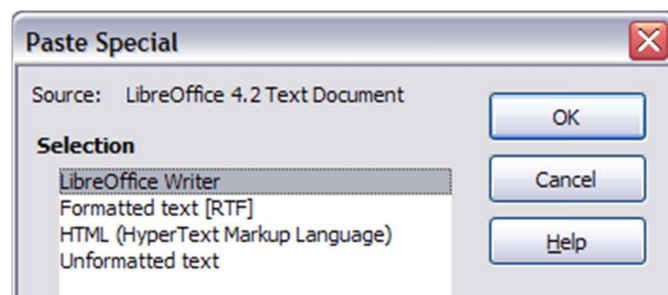 Paste Special
Source: LibreOffice 4.2 Text Document
OK
Selection
LibreOffice Writer
Cancel
Formatted text [RTF]
HTML (HyperText Markup Language)
Help
Unformatted text